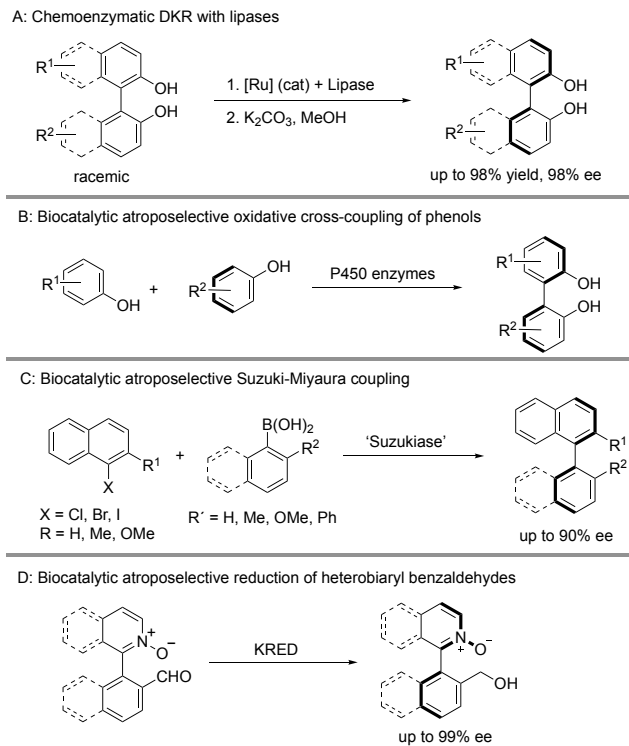 A: Chemoenzymatic DKR with lipases
R¹
OH
OH
R²
racemic
1. [Ru] (cat) + Lipase
2. K₂CO₃, MeOH
R¹
OH
OH
R²
up to 98% yield, 98% ee
B: Biocatalytic atroposelective oxidative cross-coupling of phenols
R¹
OH
+
R²
OH
P450 enzymes
R¹
OH
OH
R²
C: Biocatalytic atroposelective Suzuki-Miyaura coupling
R¹
X
X = Cl, Br, I
R = H, Me, OMe
+
B(OH)₂
R²
R´ = H, Me, OMe, Ph
'Suzukiase'
R¹
R²
up to 90% ee
D: Biocatalytic atroposelective reduction of heterobiaryl benzaldehydes
N⁺
O⁻
CHO
KRED
N⁺
O⁻
OH
up to 99% ee